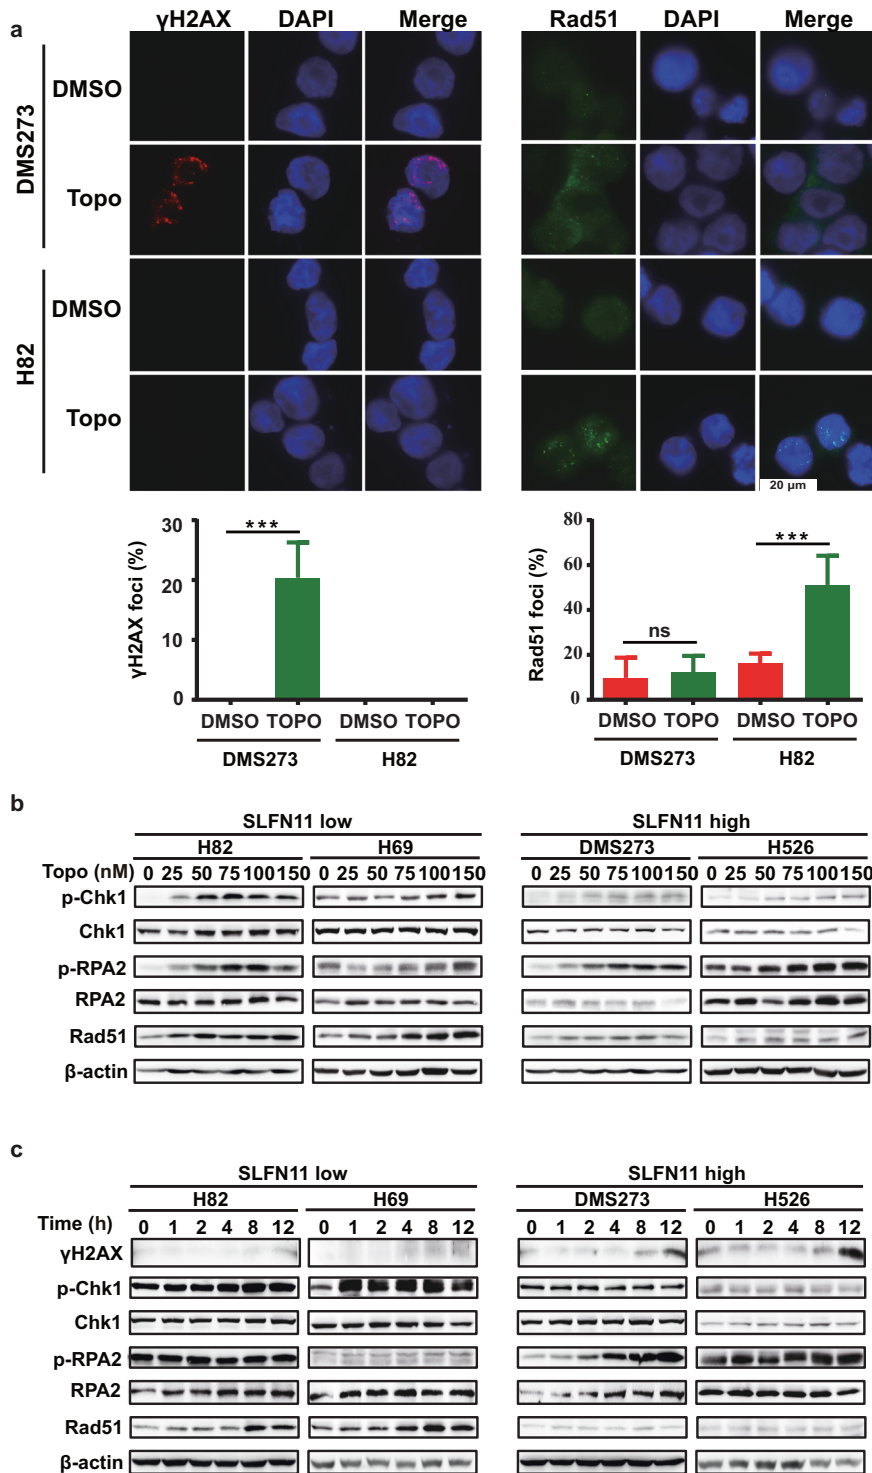 a
γH2AX DAPI Merge Rad51 DAPI Merge
DMS273
DMSO
Topo
H82
DMSO
Topo
20 μm
γH2AX foci (%)
30
20
10
0
***
DMSO TOPO DMSO TOPO
DMS273 H82
Rad51 foci (%)
80
60
40
20
0
ns
***
DMSO TOPO DMSO TOPO
DMS273 H82
b
SLFN11 low SLFN11 high
H82 H69 DMS273 H526
Topo (nM) 0 25 50 75 100 150 0 25 50 75 100 150 0 25 50 75 100 150 0 25 50 75 100 150
p-Chk1
Chk1
p-RPA2
RPA2
Rad51
β-actin
c
SLFN11 low SLFN11 high
H82 H69 DMS273 H526
Time (h) 0 1 2 4 8 12 0 1 2 4 8 12 0 1 2 4 8 12 0 1 2 4 8 12
γH2AX
p-Chk1
Chk1
p-RPA2
RPA2
Rad51
β-actin